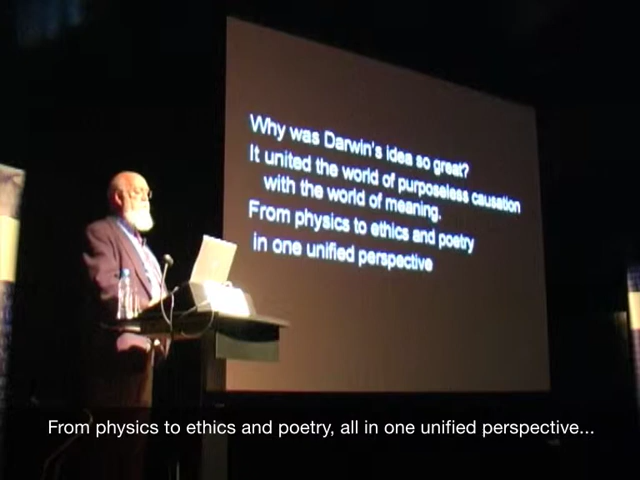 Why was Darwin's idea so great?
It united the world of purposeless causation
with the world of meaning.
From physics to ethics and poetry
in one unified perspective
From physics to ethics and poetry, all in one unified perspective...